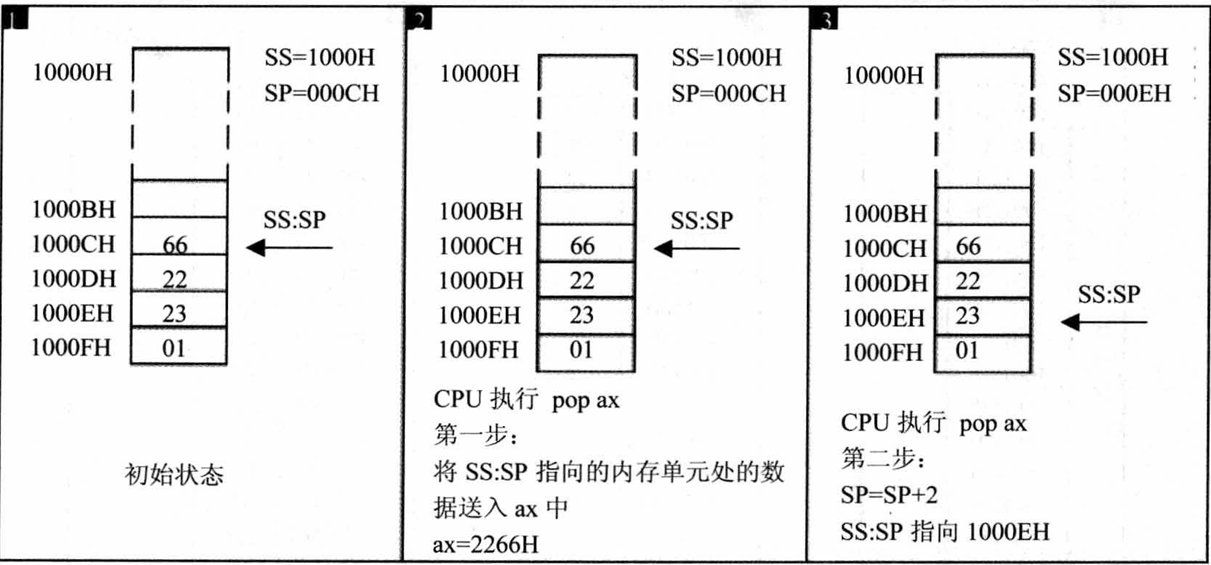 1
10000H
SS=1000H
SP=000CH
1000BH
SS:SP
1000CH 66
1000DH 22
1000EH 23
1000FH 01
初始状态
2
10000H
SS=1000H
SP=000CH
1000BH
SS:SP
1000CH 66
1000DH 22
1000EH 23
1000FH 01
CPU 执行 pop ax
第一步：
将 SS:SP 指向的内存单元处的数
据送入 ax 中
ax=2266H
3
10000H
SS=1000H
SP=000EH
1000BH
1000CH 66
1000DH 22
SS:SP
1000EH 23
1000FH 01
CPU 执行 pop ax
第二步：
SP=SP+2
SS:SP 指向 1000EH